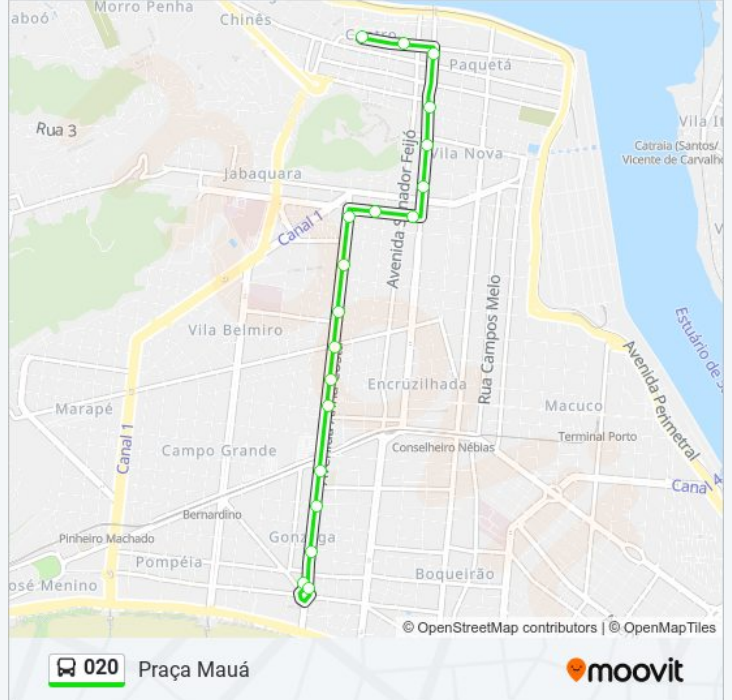 Morro Penha
Chinês
Centro
Paquetá
Rua 3
Jabaquara
Vila Nova
Catraia (Santos/
Vicente de Carvalho
Avenida Senador Feijó
Canal 1
Vila Belmiro
Rua Campos Melo
Estuário de
Avenida Perimetral
Encruzilhada
Marapé
Macuco
Canal 1
Campo Grande
Conselheiro Nébias
Terminal Porto
Canal 4
Bernardino
Pinheiro Machado
Gonzaga
Pompéia
Boqueirão
osé Menino
© OpenStreetMap contributors | © OpenMapTiles
020 Praça Mauá
moovit